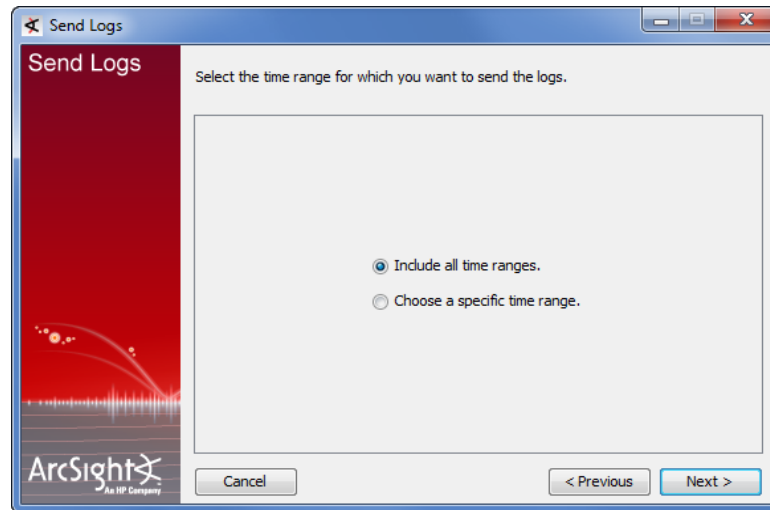 Send Logs
Send Logs
Select the time range for which you want to send the logs.
Include all time ranges.
Choose a specific time range.
ArcSight
An HP Company
Cancel
< Previous
Next >